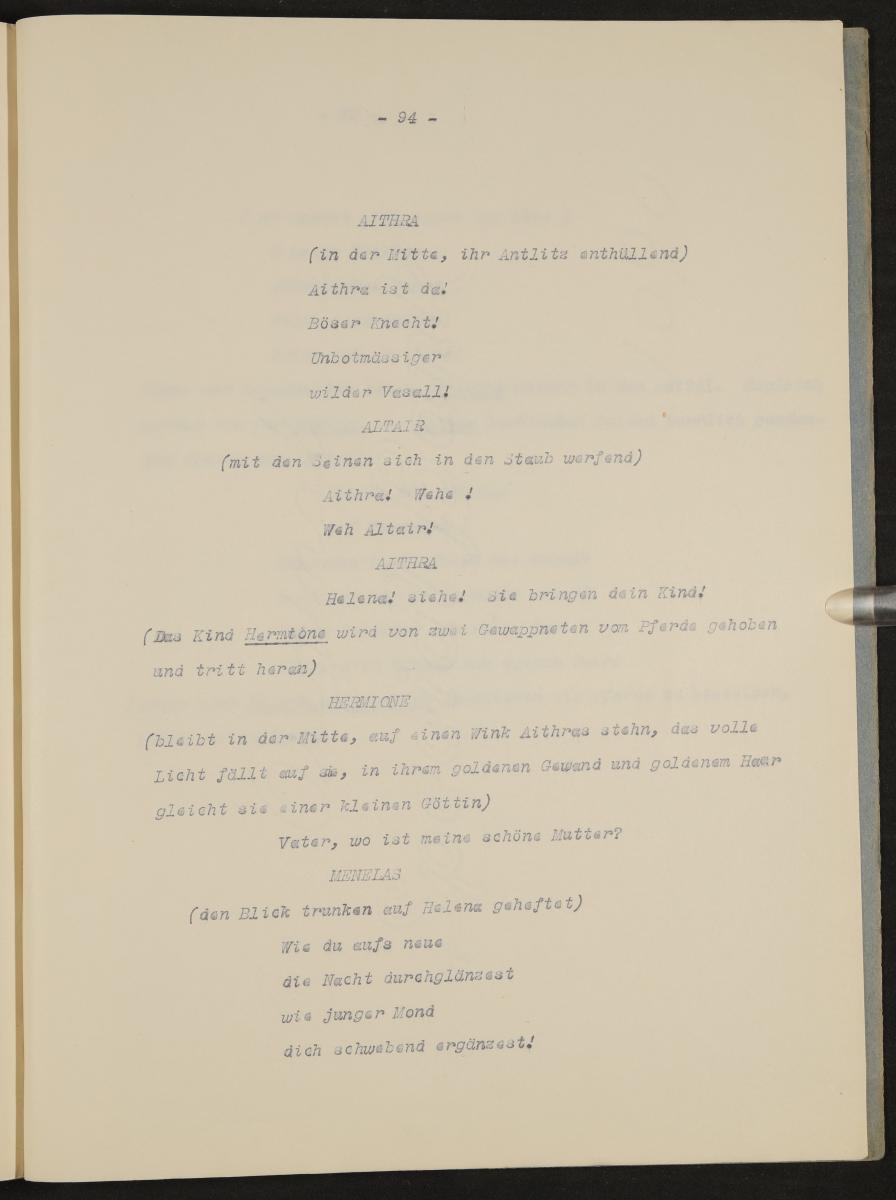 - 94 -
AITHRA
(in der Mitte, ihr Antlitz enthüllend)
Aithra ist da!
Böser Knecht!
Unbotmässiger
wilder Vasall!
ALTAIR
(mit den Seinen sich in den Staub werfend)
Aithra! Wehe !
Weh Altair!
AITHRA
Helena! siehe! Sie bringen dein Kind!
(Das Kind Hermione wird von zwei Gewappneten vom Pferde gehoben
und tritt heran)
HERMIONE
(bleibt in der Mitte, auf einen Wink Aithras stehn, das volle
Licht fällt auf sie, in ihrem goldenen Gewand und goldenem Haar
gleicht sie einer kleinen Göttin)
Vater, wo ist meine schöne Mutter?
MENELAS
(den Blick trunken auf Helena geheftet)
Wie du aufs neue
die Nacht durchglänzest
wie junger Mond
dich schwebend ergänzest!